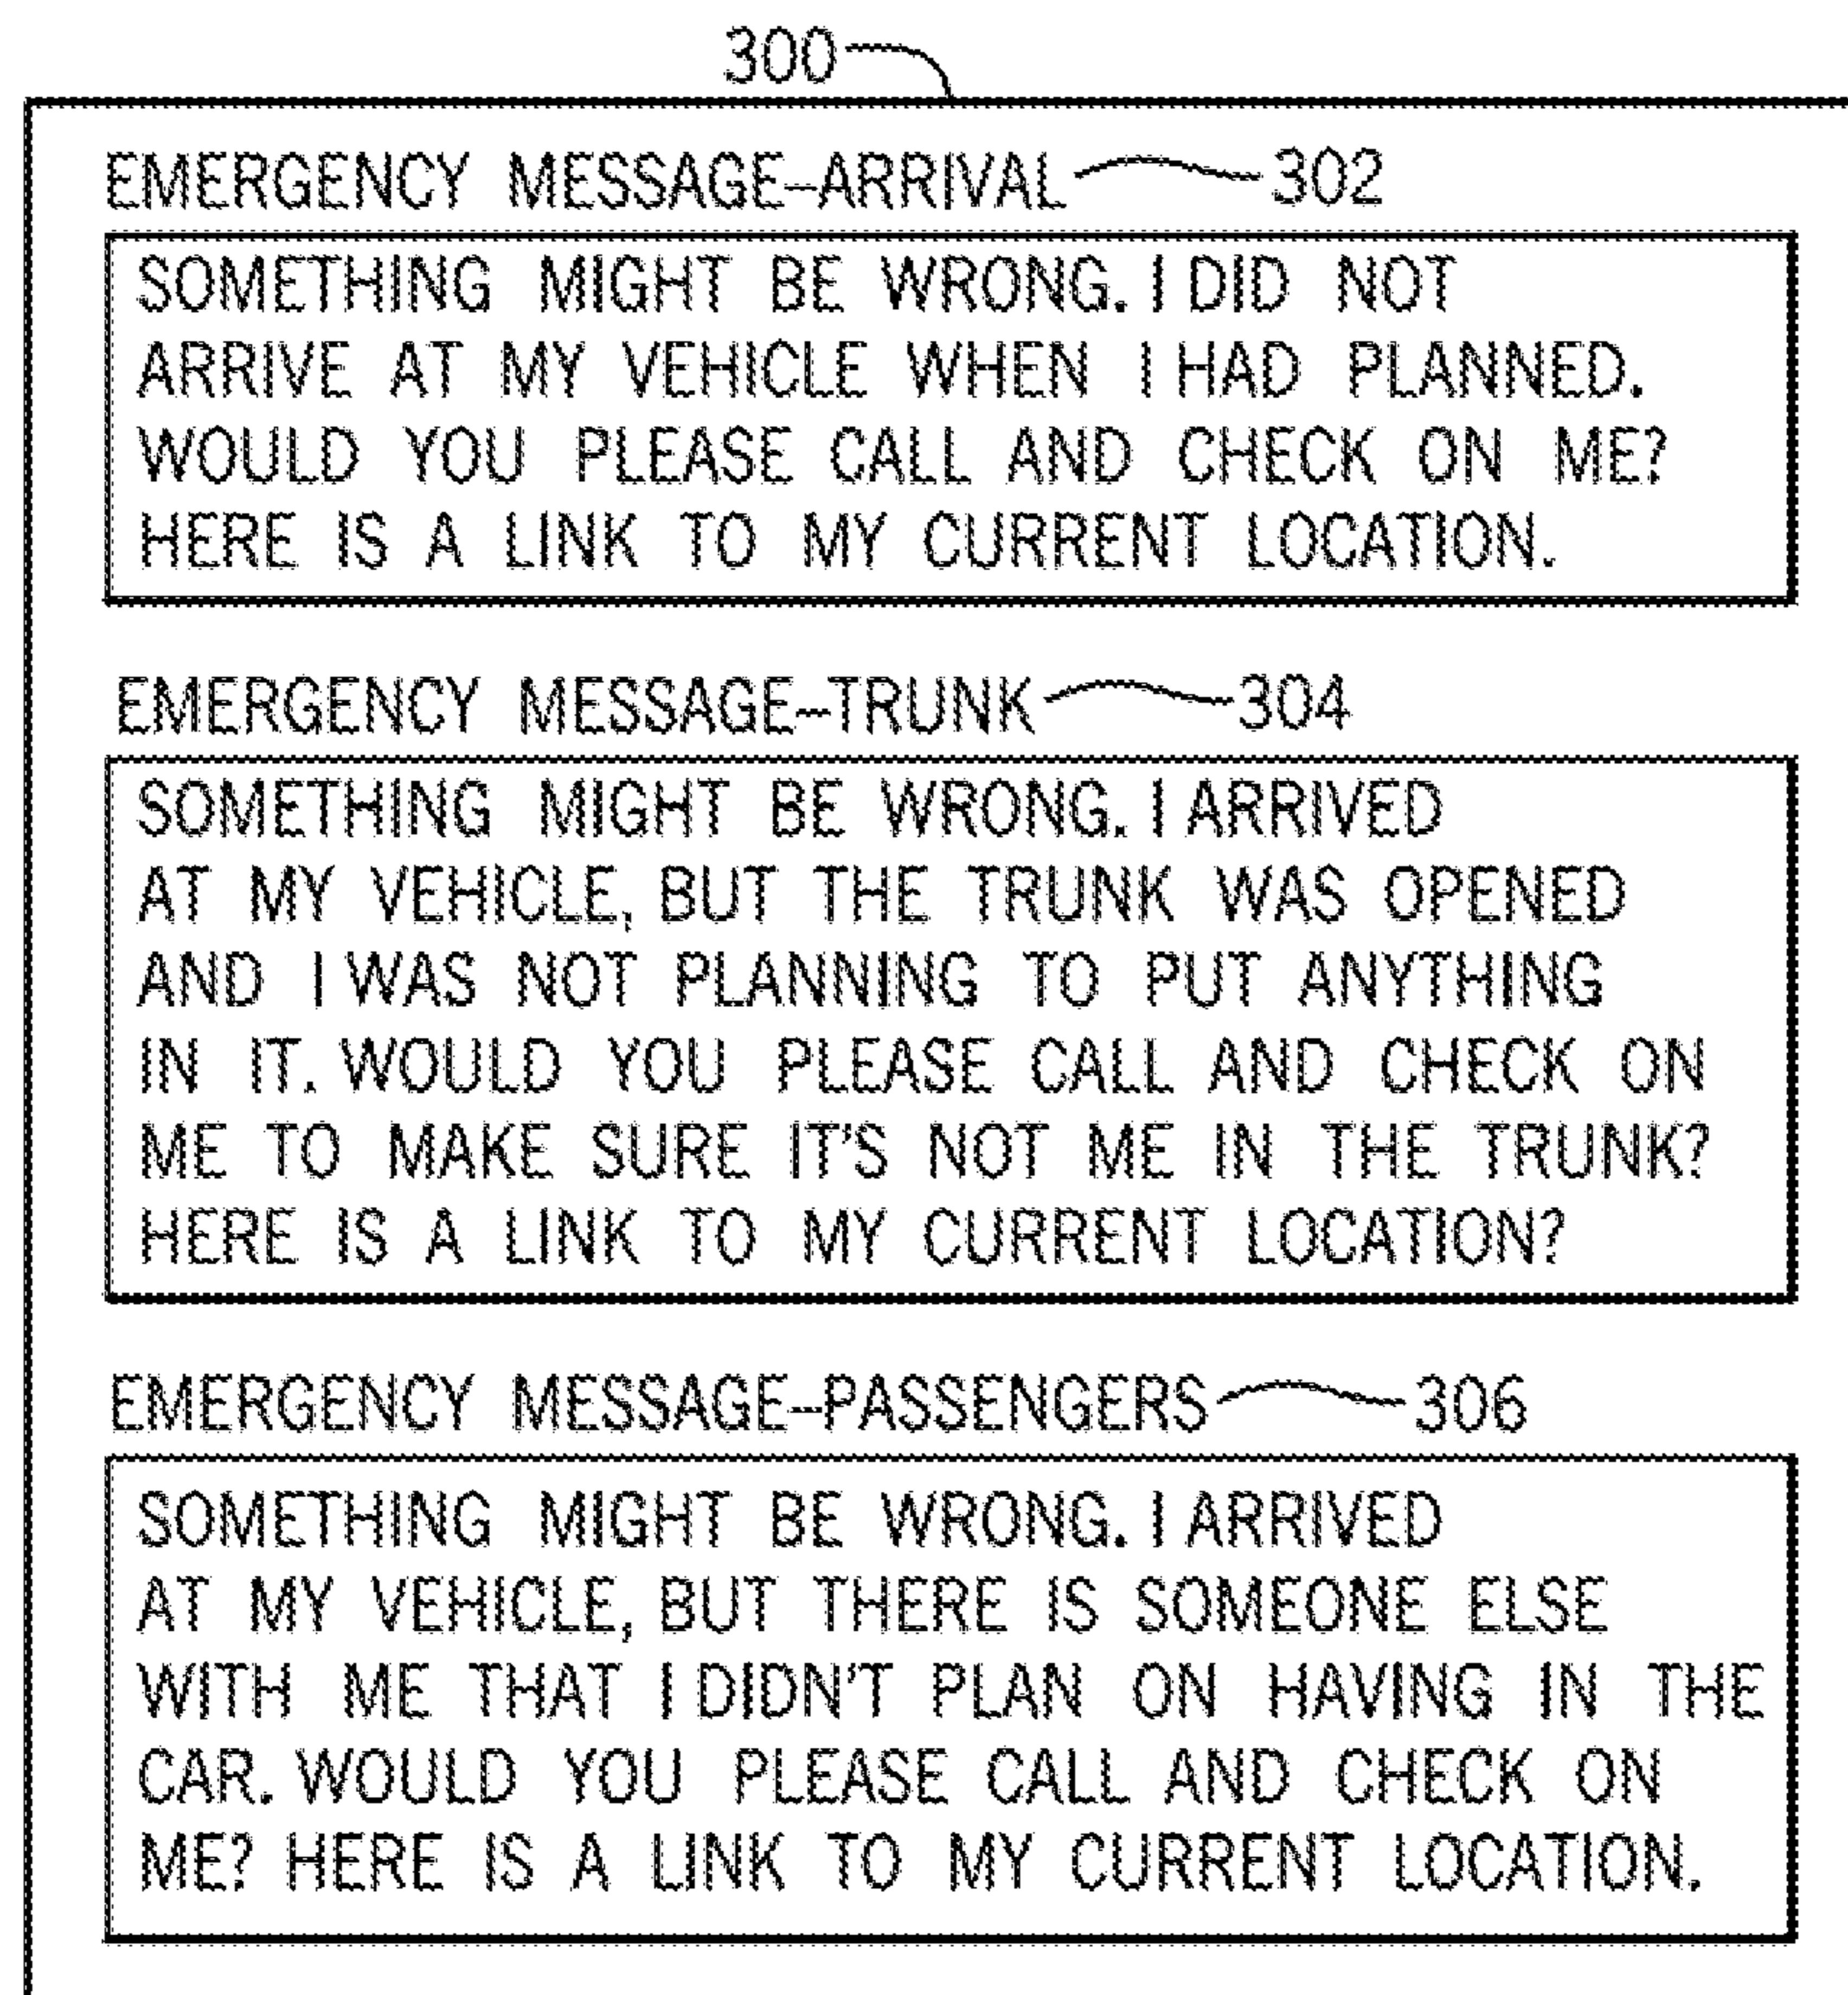 300
EMERGENCY MESSAGE–ARRIVAL 302
SOMETHING MIGHT BE WRONG. I DID NOT
ARRIVE AT MY VEHICLE WHEN I HAD PLANNED.
WOULD YOU PLEASE CALL AND CHECK ON ME?
HERE IS A LINK TO MY CURRENT LOCATION.
EMERGENCY MESSAGE–TRUNK 304
SOMETHING MIGHT BE WRONG. I ARRIVED
AT MY VEHICLE, BUT THE TRUNK WAS OPENED
AND I WAS NOT PLANNING TO PUT ANYTHING
IN IT. WOULD YOU PLEASE CALL AND CHECK ON
ME TO MAKE SURE IT'S NOT ME IN THE TRUNK?
HERE IS A LINK TO MY CURRENT LOCATION?
EMERGENCY MESSAGE–PASSENGERS 306
SOMETHING MIGHT BE WRONG. I ARRIVED
AT MY VEHICLE, BUT THERE IS SOMEONE ELSE
WITH ME THAT I DIDN'T PLAN ON HAVING IN THE
CAR. WOULD YOU PLEASE CALL AND CHECK ON
ME? HERE IS A LINK TO MY CURRENT LOCATION.